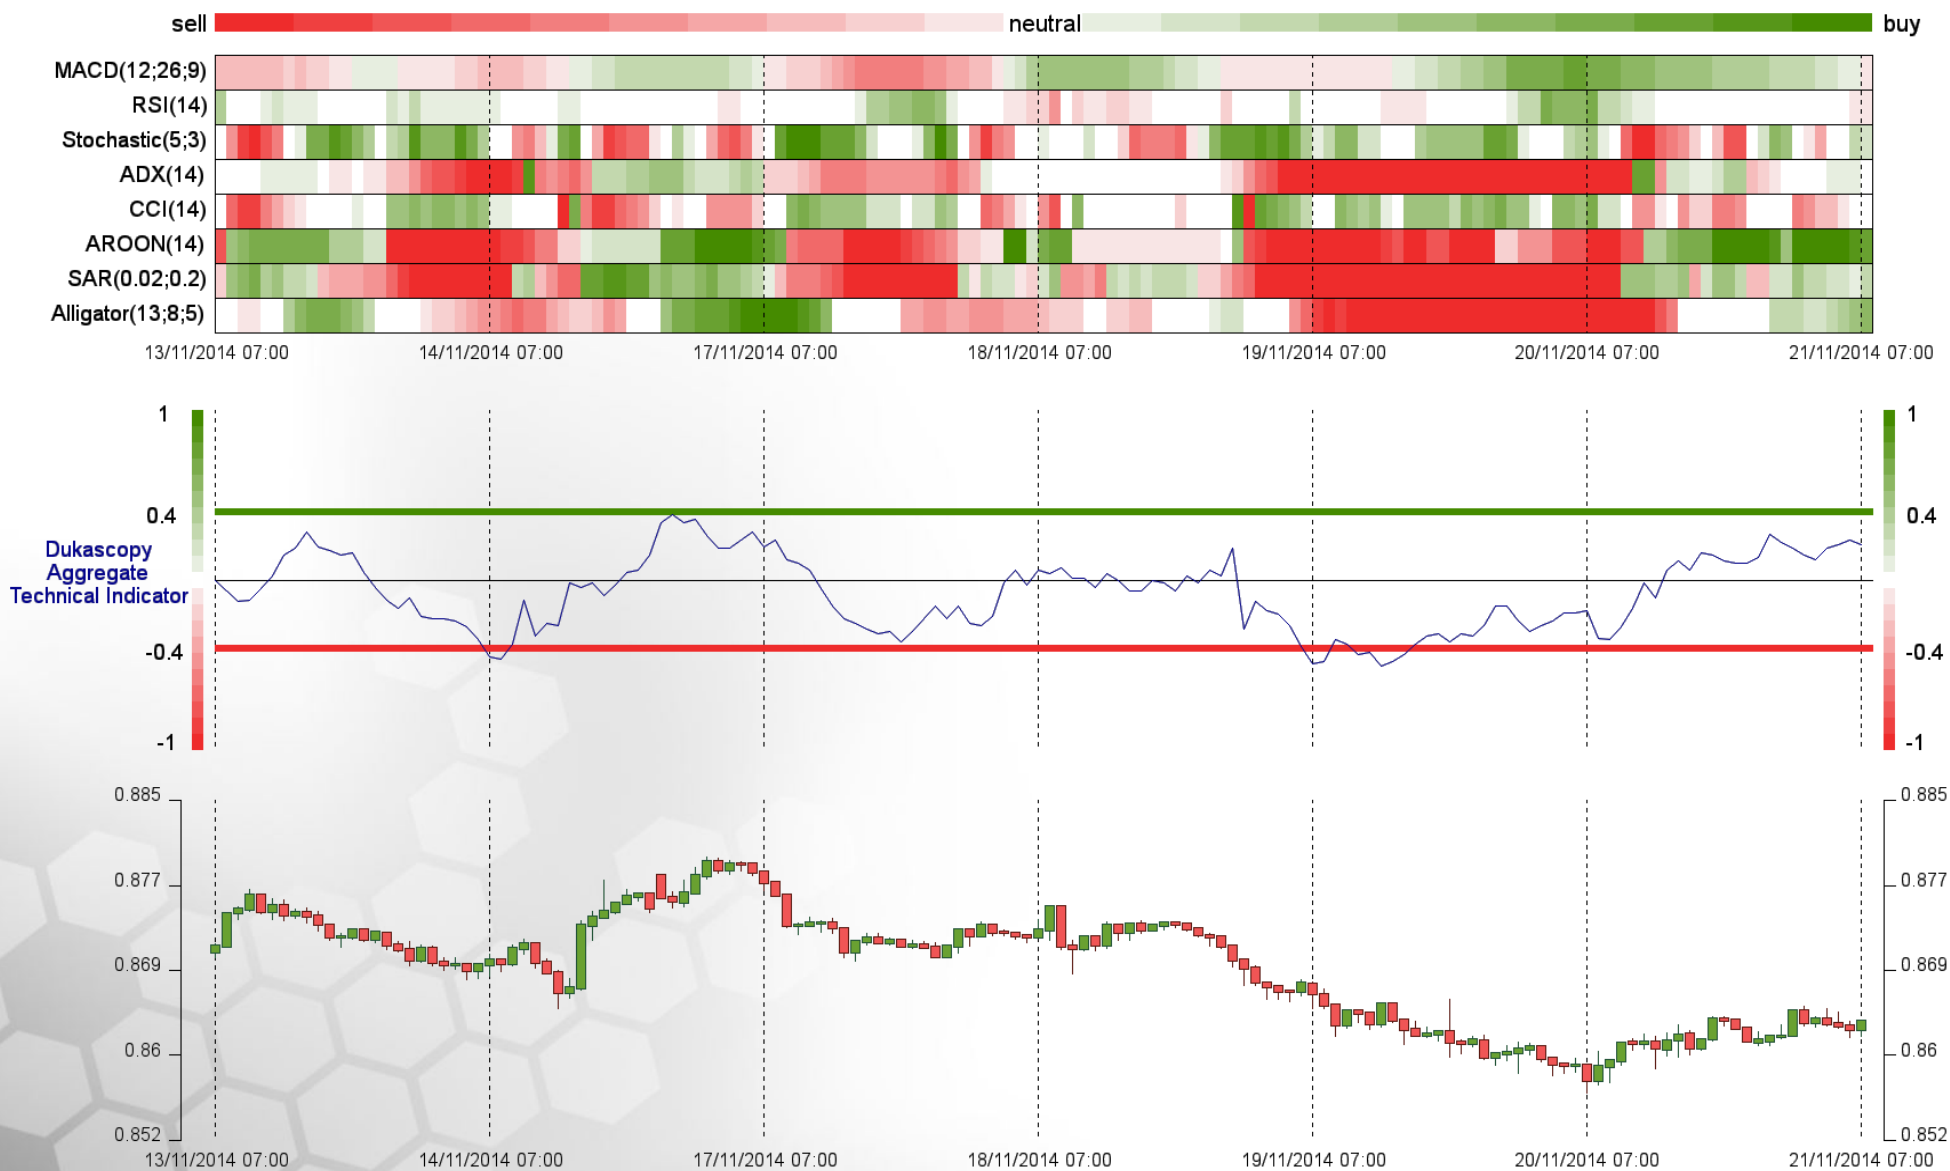 sell neutral buy
MACD(12;26;9)
RSI(14)
Stochastic(5;3)
ADX(14)
CCI(14)
AROON(14)
SAR(0.02;0.2)
Alligator(13;8;5)
13/11/2014 07:00 14/11/2014 07:00 17/11/2014 07:00 18/11/2014 07:00 19/11/2014 07:00 20/11/2014 07:00 21/11/2014 07:00
1 1
0.4 0.4
Dukascopy
Aggregate
Technical Indicator
-0.4 -0.4
-1 -1
0.885 0.885
0.877 0.877
0.869 0.869
0.86 0.86
0.852 0.852
13/11/2014 07:00 14/11/2014 07:00 17/11/2014 07:00 18/11/2014 07:00 19/11/2014 07:00 20/11/2014 07:00 21/11/2014 07:00